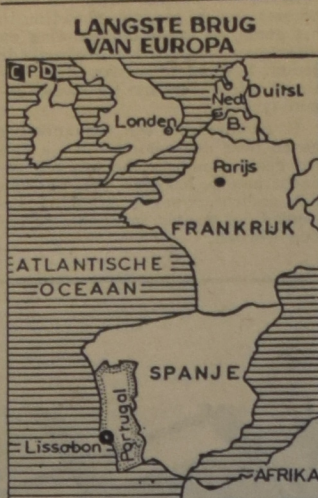 LANGSTE BRUG
VAN EUROPA
CPD
Duitsl.
Ned.
Londen
B.
Parijs
FRANKRIJK
ATLANTISCHE
OCEAAN
SPANJE
Portugal
Lissabon
AFRIKA